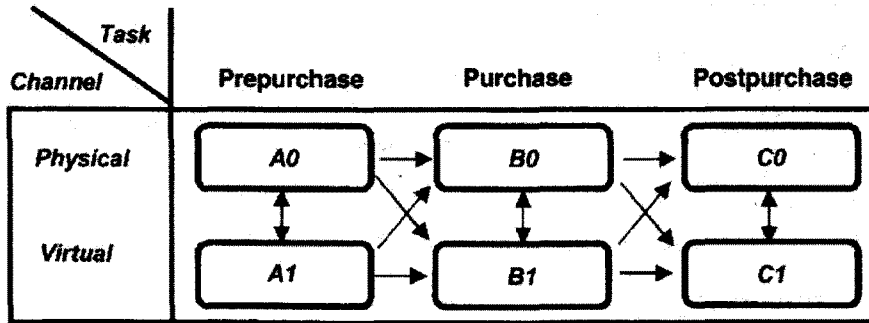 Task
Channel
Prepurchase Purchase Postpurchase
Physical A0 B0 C0
Virtual A1 B1 C1